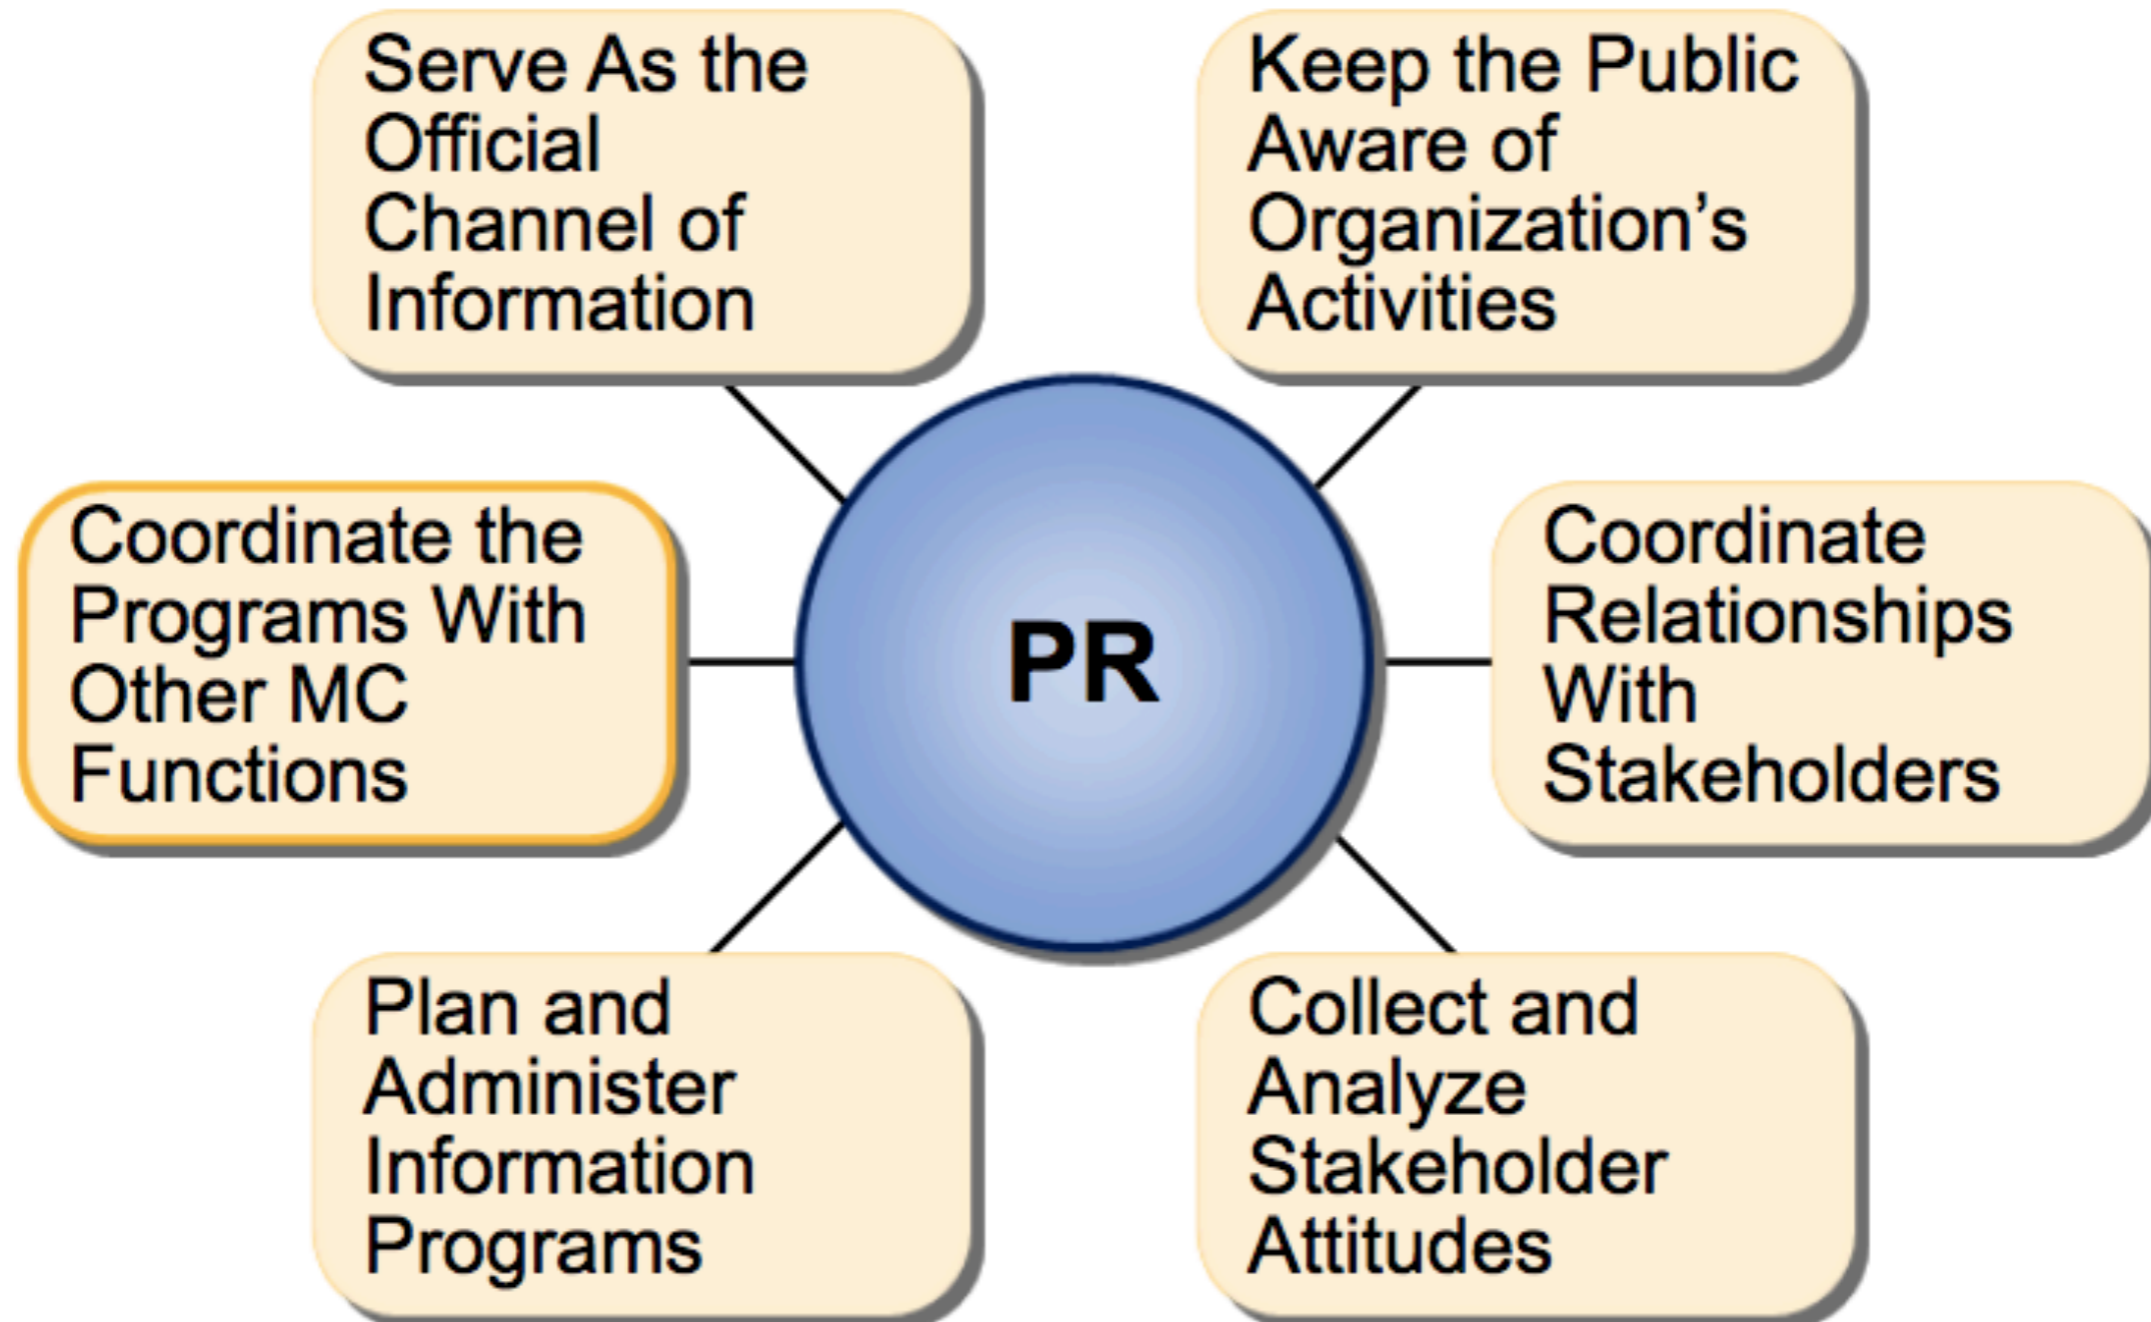 Serve As the
Official
Channel of
Information
Keep the Public
Aware of
Organization’s
Activities
Coordinate the
Programs With
Other MC
Functions
PR
Coordinate
Relationships
With
Stakeholders
Plan and
Administer
Information
Programs
Collect and
Analyze
Stakeholder
Attitudes